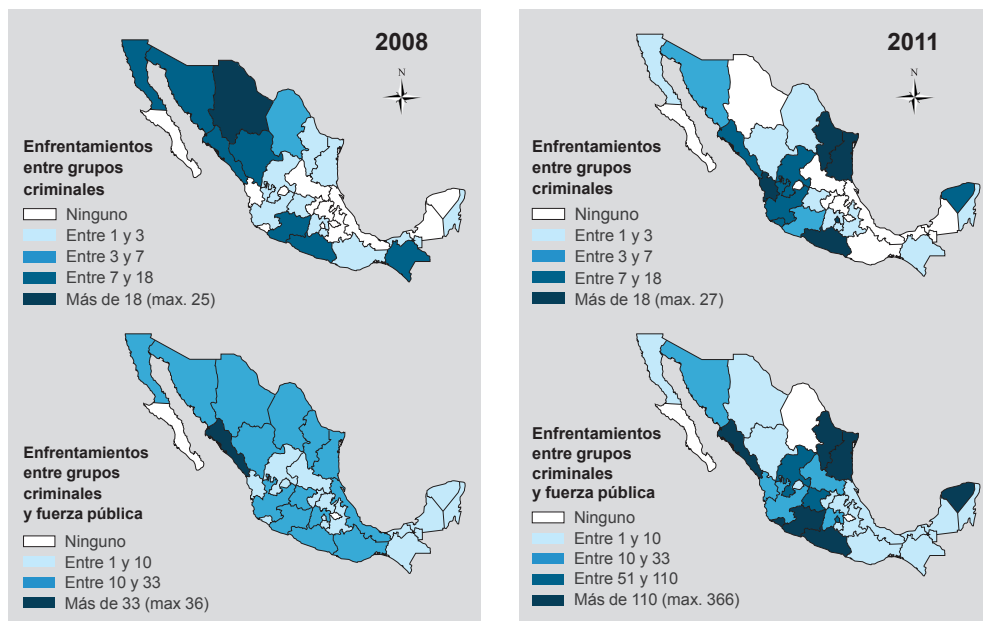 2008
N
Enfrentamientos
entre grupos
criminales
Ninguno
Entre 1 y 3
Entre 3 y 7
Entre 7 y 18
Más de 18 (max. 25)
Enfrentamientos
entre grupos
criminales
y fuerza pública
Ninguno
Entre 1 y 10
Entre 10 y 33
Más de 33 (max 36)
2011
N
Enfrentamientos
entre grupos
criminales
Ninguno
Entre 1 y 3
Entre 3 y 7
Entre 7 y 18
Más de 18 (max. 27)
Enfrentamientos
entre grupos
criminales
y fuerza pública
Ninguno
Entre 1 y 10
Entre 10 y 33
Entre 51 y 110
Más de 110 (max. 366)